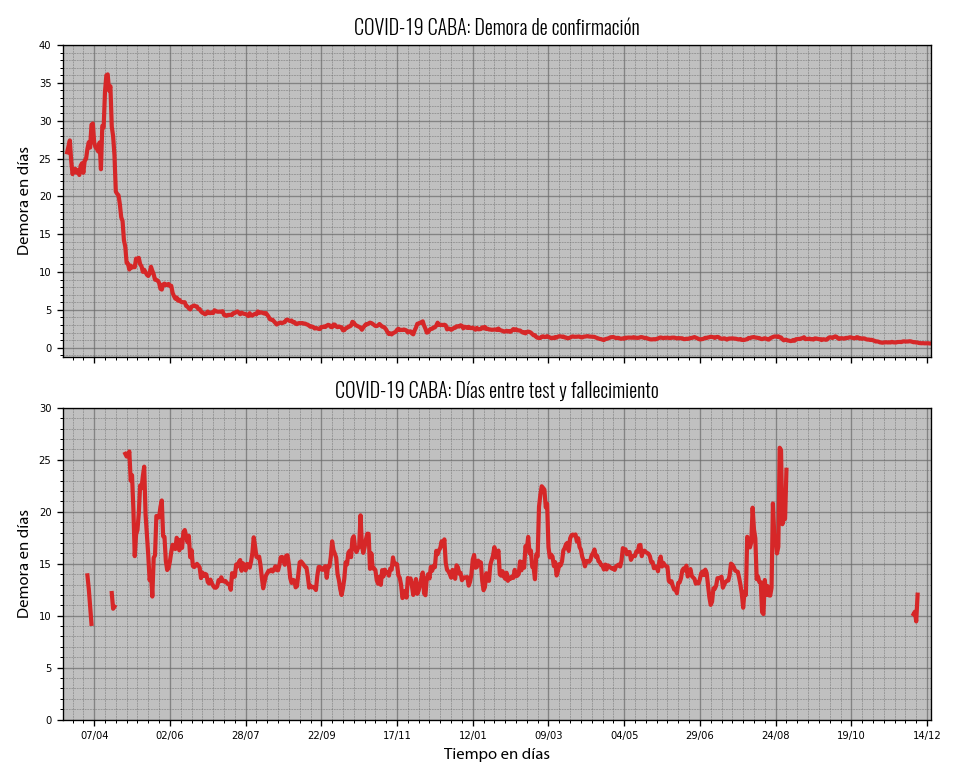 COVID-19 CABA: Demora de confirmación
40
35
30
25
20
15
10
5
0
Demora en días
COVID-19 CABA: Días entre test y fallecimiento
30
25
20
15
10
5
0
Demora en días
07/04 02/06 28/07 22/09 17/11 12/01 09/03 04/05 29/06 24/08 19/10 14/12
Tiempo en días